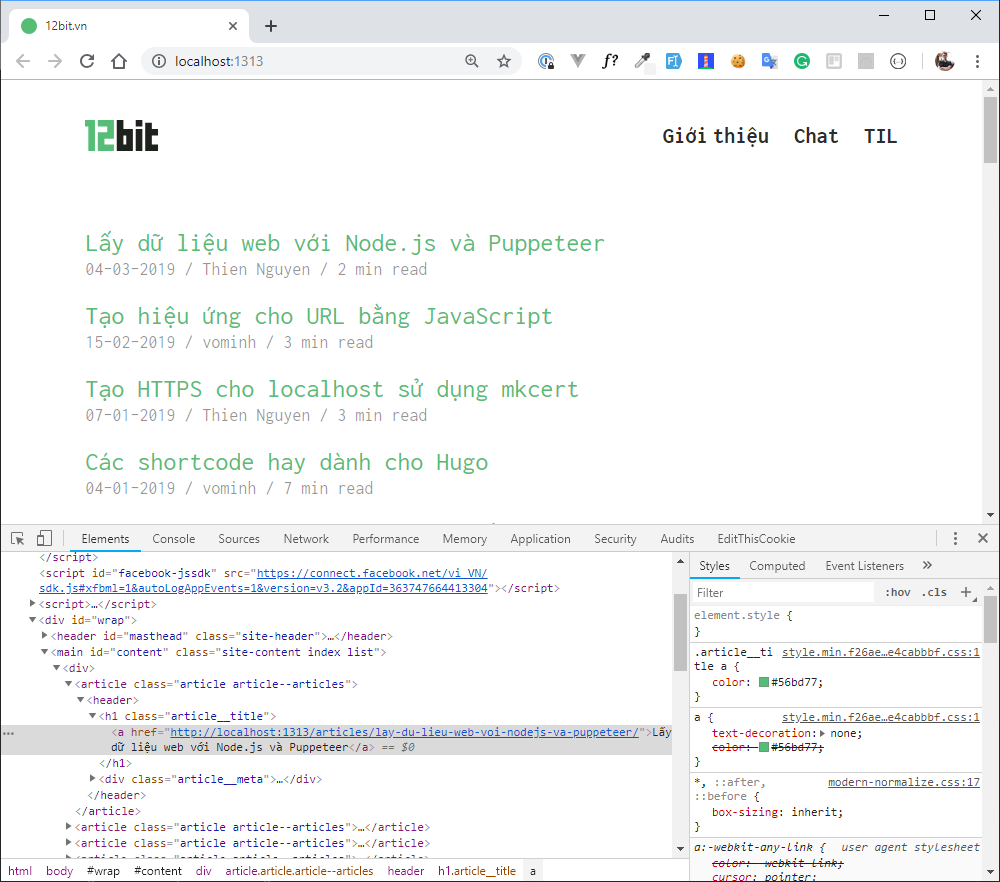 12bit.vn
localhost:1313
12bit
Giới thiệu Chat TIL
Lấy dữ liệu web với Node.js và Puppeteer
04-03-2019 / Thien Nguyen / 2 min read
Tạo hiệu ứng cho URL bằng JavaScript
15-02-2019 / vominh / 3 min read
Tạo HTTPS cho localhost sử dụng mkcert
07-01-2019 / Thien Nguyen / 3 min read
Các shortcode hay dành cho Hugo
04-01-2019 / vominh / 7 min read
Elements Console Sources Network Performance Memory Application Security Audits EditThisCookie
</script>
<script id="facebook-jssdk" src="https://connect.facebook.net/vi_VN/
sdk.js#xfbml=1&autoLogAppEvents=1&version=v3.2&appId=363747664413304"></script>
<script>…</script>
<div id="wrap">
<header id="masthead" class="site-header">…</header>
<main id="content" class="site-content index list">
<div>
<article class="article article--articles">
<header>
<h1 class="article__title">
<a href="http://localhost:1313/articles/lay-du-lieu-web-voi-nodejs-va-puppeteer/">Lấy
dữ liệu web với Node.js và Puppeteer</a> == $0
</h1>
<div class="article__meta">…</div>
</header>
</article>
<article class="article article--articles">…</article>
<article class="article article--articles">…</article>
<article class="article article--articles">…</article>
html body #wrap #content div article.article.article--articles header h1.article__title a
Styles Computed Event Listeners »
Filter :hov .cls +
element.style {
}
.article__ti style.min.f26ae…e4cabbbf.css:1
tle a {
color: #56bd77;
}
a { style.min.f26ae…e4cabbbf.css:1
text-decoration: none;
color: #56bd77;
}
*, ::after, modern-normalize.css:17
::before {
box-sizing: inherit;
}
a:-webkit-any-link { user agent stylesheet
color: -webkit-link;
cursor: pointer;